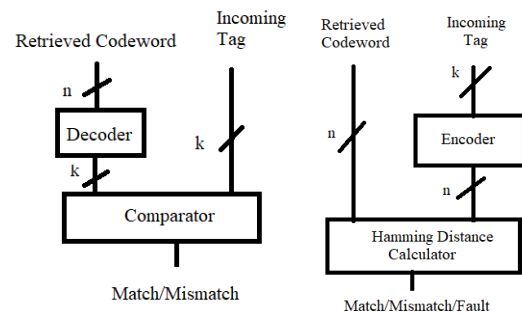 Retrieved Codeword
Incoming
Tag
n
Decoder
k
k
Comparator
Match/Mismatch
Retrieved
Codeword
Incoming
Tag
k
n
Encoder
n
Hamming Distance
Calculator
Match/Mismatch/Fault